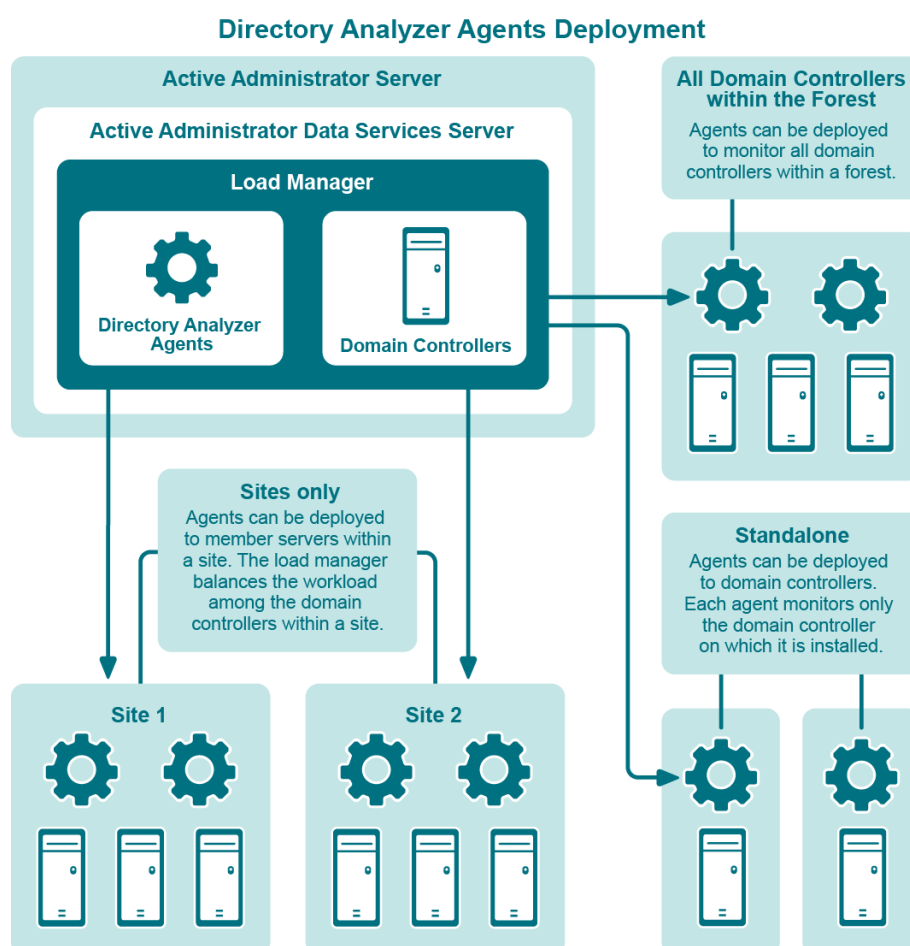 Directory Analyzer Agents Deployment
Active Administrator Server
Active Administrator Data Services Server
Load Manager
Directory Analyzer
Agents
Domain Controllers
All Domain Controllers
within the Forest
Agents can be deployed
to monitor all domain
controllers within a forest.
Sites only
Agents can be deployed
to member servers within
a site. The load manager
balances the workload
among the domain
controllers within a site.
Standalone
Agents can be deployed
to domain controllers.
Each agent monitors only
the domain controller
on which it is installed.
Site 1
Site 2